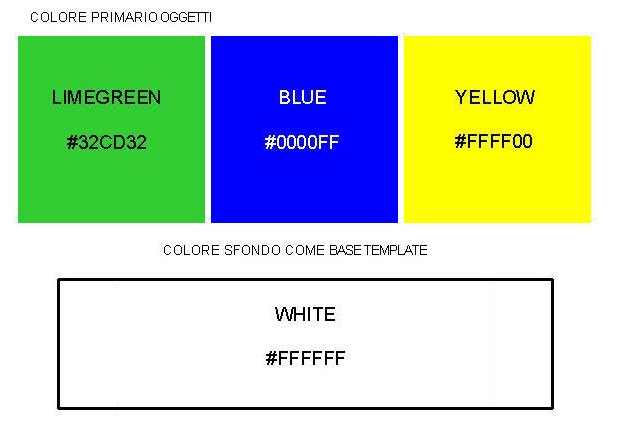 COLORE PRIMARIO OGGETTI
LIMEGREEN
BLUE
YELLOW
#32CD32
#0000FF
#FFFF00
COLORE SFONDO COME BASE TEMPLATE
WHITE
#FFFFFF